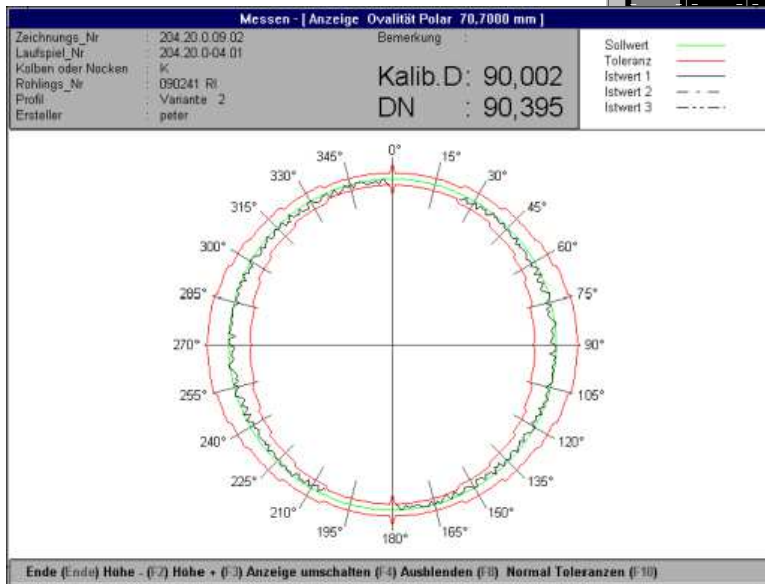 Messen - [ Anzeige Ovalität Polar 70,7000 mm ]
Zeichnungs_Nr : 204.20.0.09.02 Bemerkung :
Laufspiel_Nr : 204.20.0-04.01
Kolben oder Nocken : K
Rohlings_Nr : 090241 RI
Profil : Variante 2
Ersteller : peter
Kalib.D : 90,002
DN : 90,395
Sollwert
Toleranz
Istwert 1
Istwert 2
Istwert 3
0°
345° 15°
330° 30°
315° 45°
300° 60°
285° 75°
270° 90°
255° 105°
240° 120°
225° 135°
210° 150°
195° 165°
180°
Ende (Ende) Höhe - (F2) Höhe + (F3) Anzeige umschalten (F4) Ausblenden (F8) Normal Toleranzen (F10)